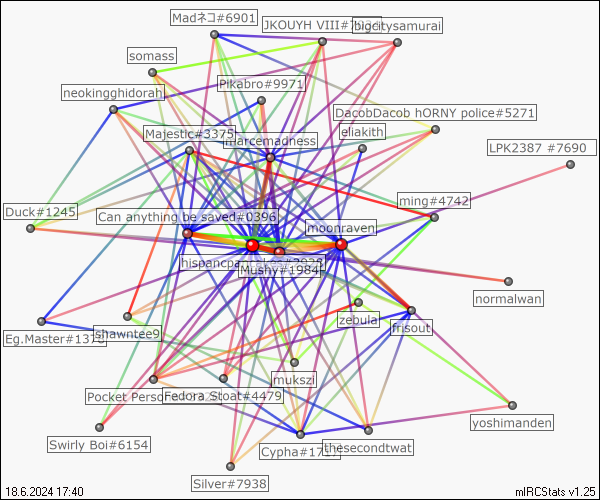 Madネコ#6901
JKOUYH VIII#
bigcitysamurai
somass
Pikabro#9971
neokingghidorah
DacobDacob hORNY police#5271
Majestic#3375
marcemadness
eliakith
LPK2387 #7690
ming#4742
Duck#1245
Can anything be saved#0396
moonraven
hispancpa
Mushy#1984
normalwan
Eg.Master#137
shawntee9
zebula
frisout
mukszi
Pocket Person
Fedora Stoat#4479
yoshimanden
Swirly Boi#6154
Cypha#171
thesecondtwat
Silver#7938
18.6.2024 17:40
mIRCStats v1.25